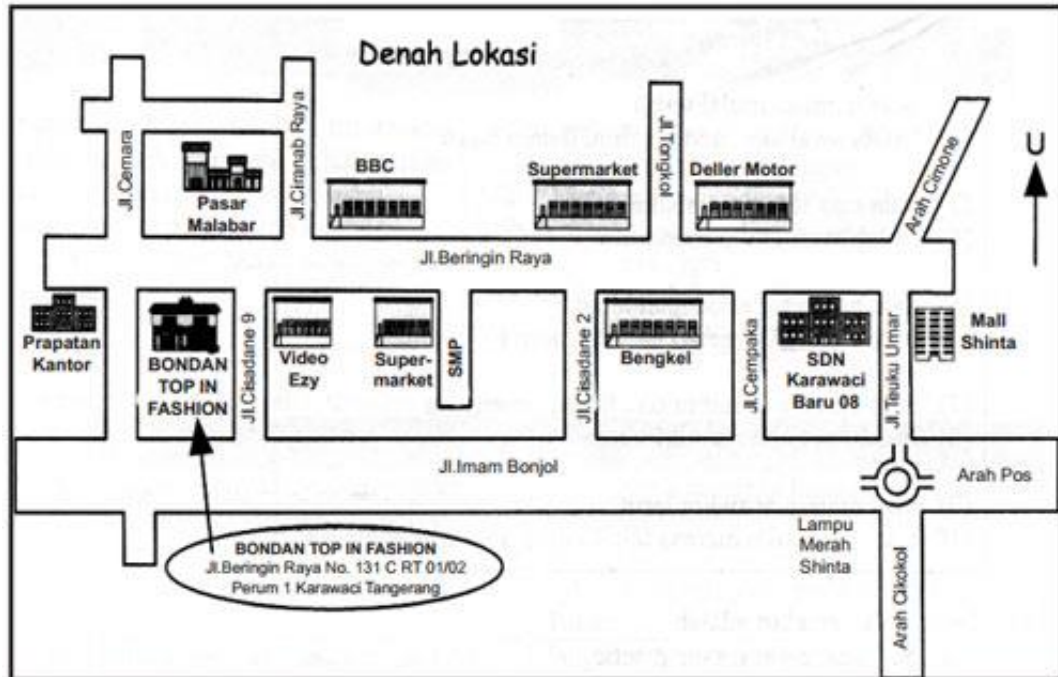 Denah Lokasi
U
Jl.Cemara
Jl.Ciranab Raya
Jl.Tongkol
Arah Cimone
Pasar
Malabar
BBC
Supermarket
Deller Motor
Jl.Beringin Raya
Prapatan
Kantor
BONDAN
TOP IN
FASHION
Jl.Cisadane 9
Video
Ezy
Super-
market
SMP
Jl.Cisadane 2
Bengkel
Jl.Cempaka
SDN
Karawaci
Baru 08
Jl.Teuku Umar
Mall
Shinta
Jl.Imam Bonjol
Arah Pos
Lampu
Merah
Shinta
Arah Cikokol
BONDAN TOP IN FASHION
Jl.Beringin Raya No. 131 C RT 01/02
Perum 1 Karawaci Tangerang